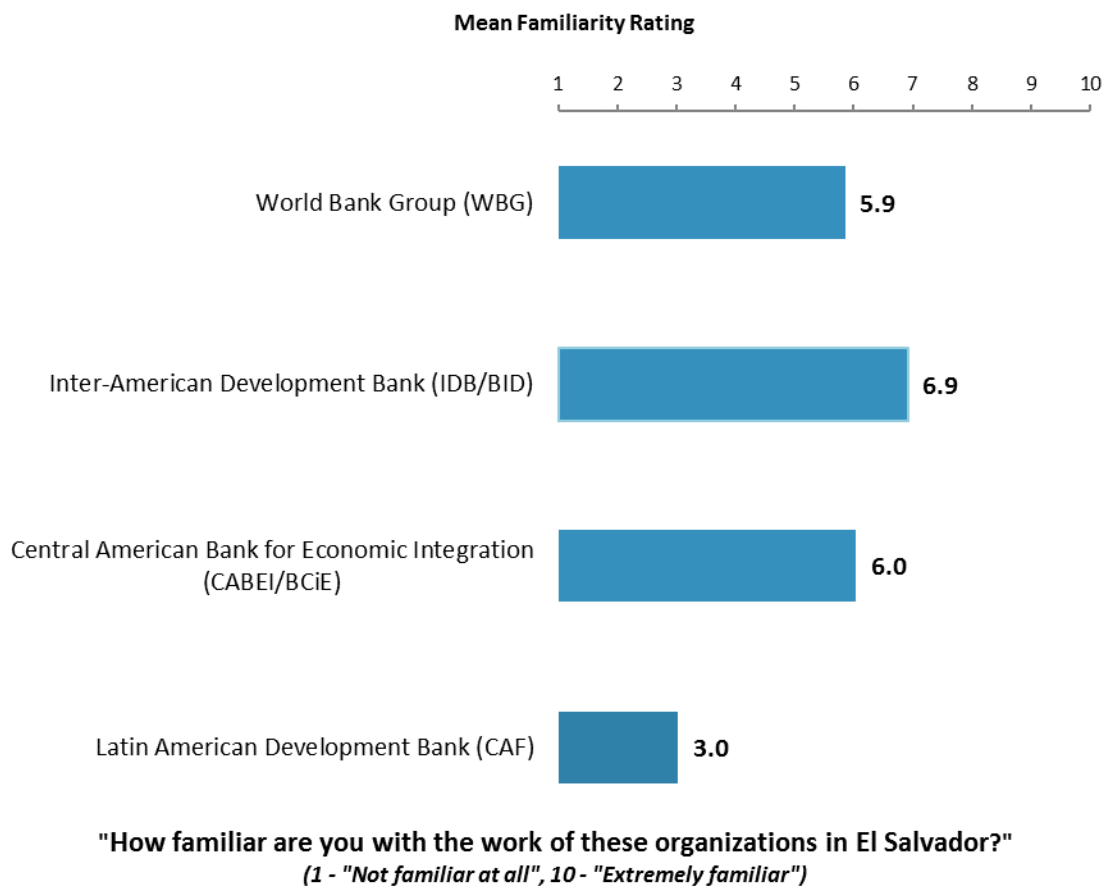 Mean Familiarity Rating
1 2 3 4 5 6 7 8 9 10
World Bank Group (WBG) 5.9
Inter-American Development Bank (IDB/BID) 6.9
Central American Bank for Economic Integration
(CABEI/BCiE) 6.0
Latin American Development Bank (CAF) 3.0
"How familiar are you with the work of these organizations in El Salvador?"
(1 - "Not familiar at all", 10 - "Extremely familiar")